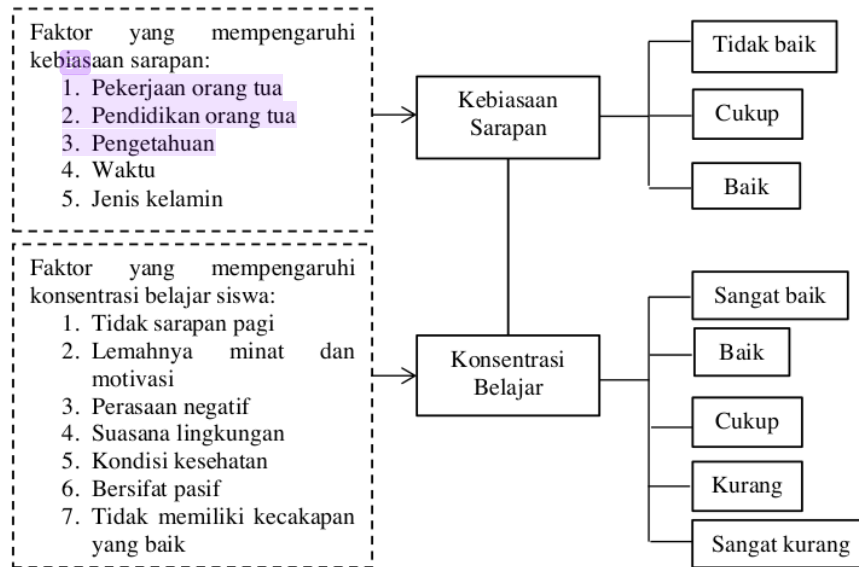 Faktor yang mempengaruhi
kebiasaan sarapan:
1. Pekerjaan orang tua
2. Pendidikan orang tua
3. Pengetahuan
4. Waktu
5. Jenis kelamin
Kebiasaan
Sarapan
Tidak baik
Cukup
Baik
Faktor yang mempengaruhi
konsentrasi belajar siswa:
1. Tidak sarapan pagi
2. Lemahnya minat dan
motivasi
3. Perasaan negatif
4. Suasana lingkungan
5. Kondisi kesehatan
6. Bersifat pasif
7. Tidak memiliki kecakapan
yang baik
Konsentrasi
Belajar
Sangat baik
Baik
Cukup
Kurang
Sangat kurang